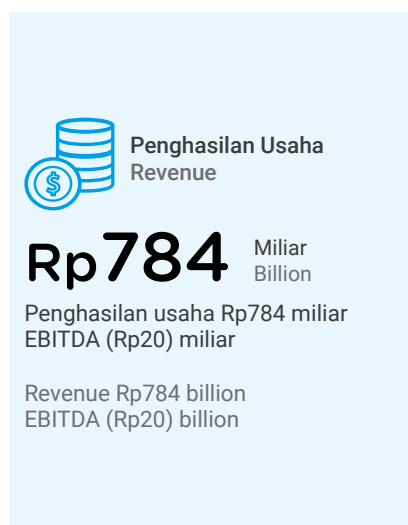 Penghasilan Usaha
Revenue
Rp784 Miliar
Billion
Penghasilan usaha Rp784 miliar
EBITDA (Rp20) miliar
Revenue Rp784 billion
EBITDA (Rp20) billion